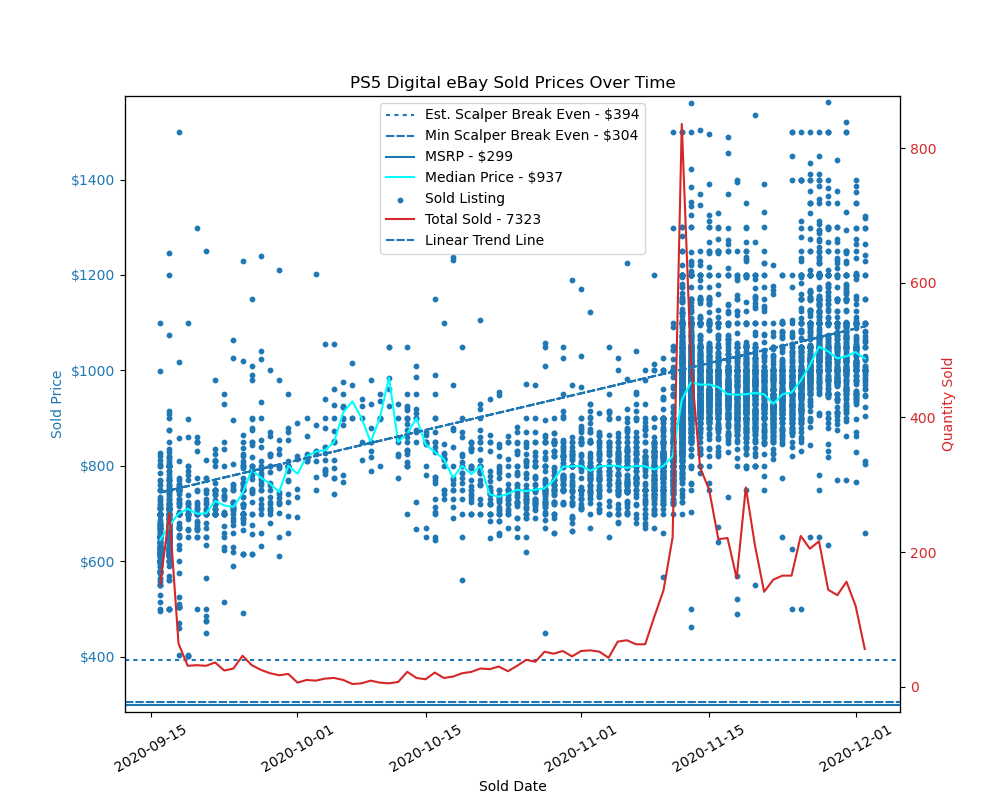 PS5 Digital eBay Sold Prices Over Time
Est. Scalper Break Even - $394
Min Scalper Break Even - $304
MSRP - $299
Median Price - $937
Sold Listing
Total Sold - 7323
Linear Trend Line
$1400
$1200
$1000
$800
$600
$400
Sold Price
800
600
400
200
0
Quantity Sold
2020-09-15
2020-10-01
2020-10-15
2020-11-01
2020-11-15
2020-12-01
Sold Date